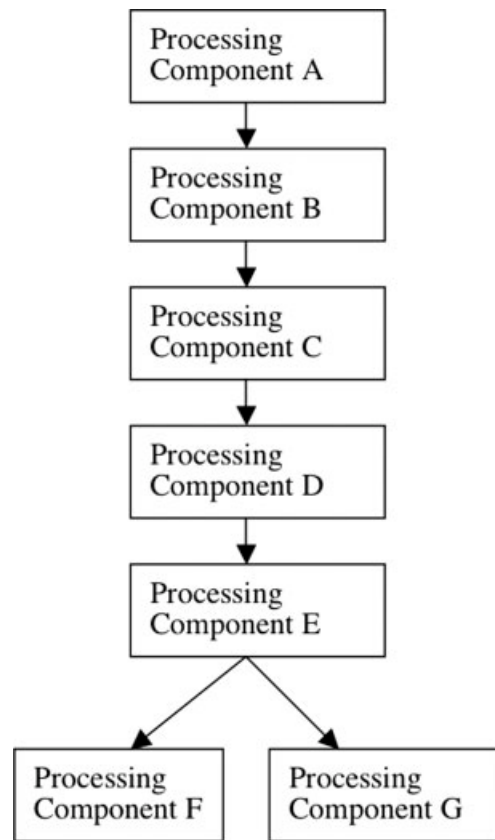 Processing
Component A
Processing
Component B
Processing
Component C
Processing
Component D
Processing
Component E
Processing
Component F
Processing
Component G